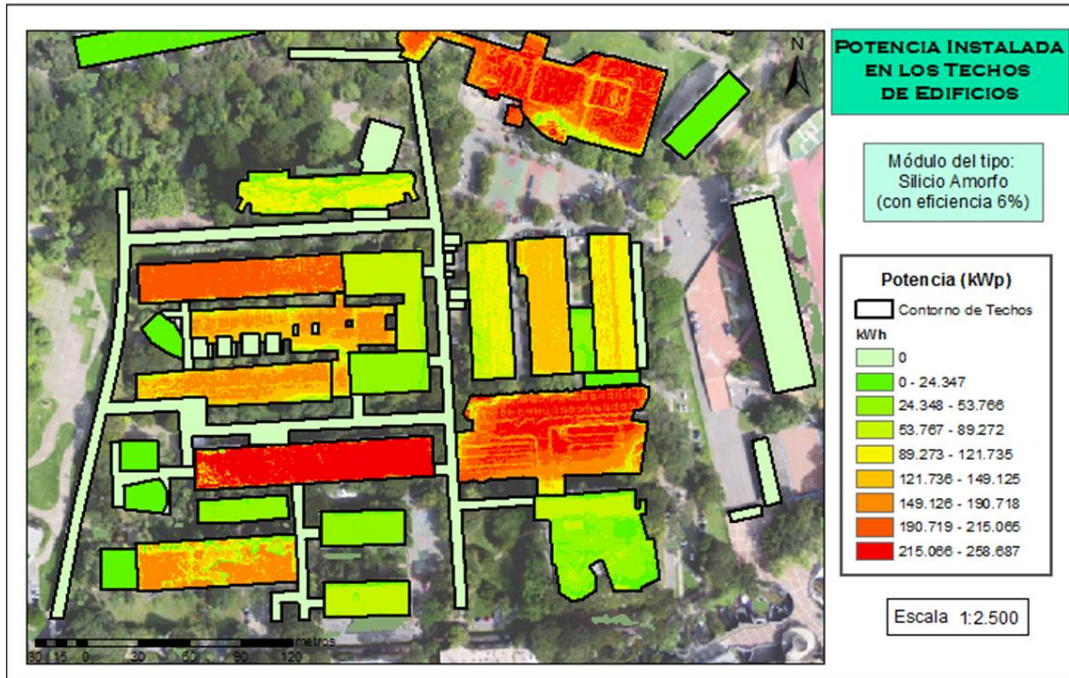 POTENCIA INSTALADA
EN LOS TECHOS
DE EDIFICIOS
N
Módulo del tipo:
Silicio Amorfo
(con eficiencia 6%)
Potencia (kWp)
Contorno de Techos
kWh
0
0 - 24.347
24.348 - 53.766
53.767 - 89.272
89.273 - 121.735
121.736 - 149.125
149.126 - 190.718
190.719 - 215.065
215.066 - 258.687
Escala 1:2.500
metros
30 15 0 30 60 90 120